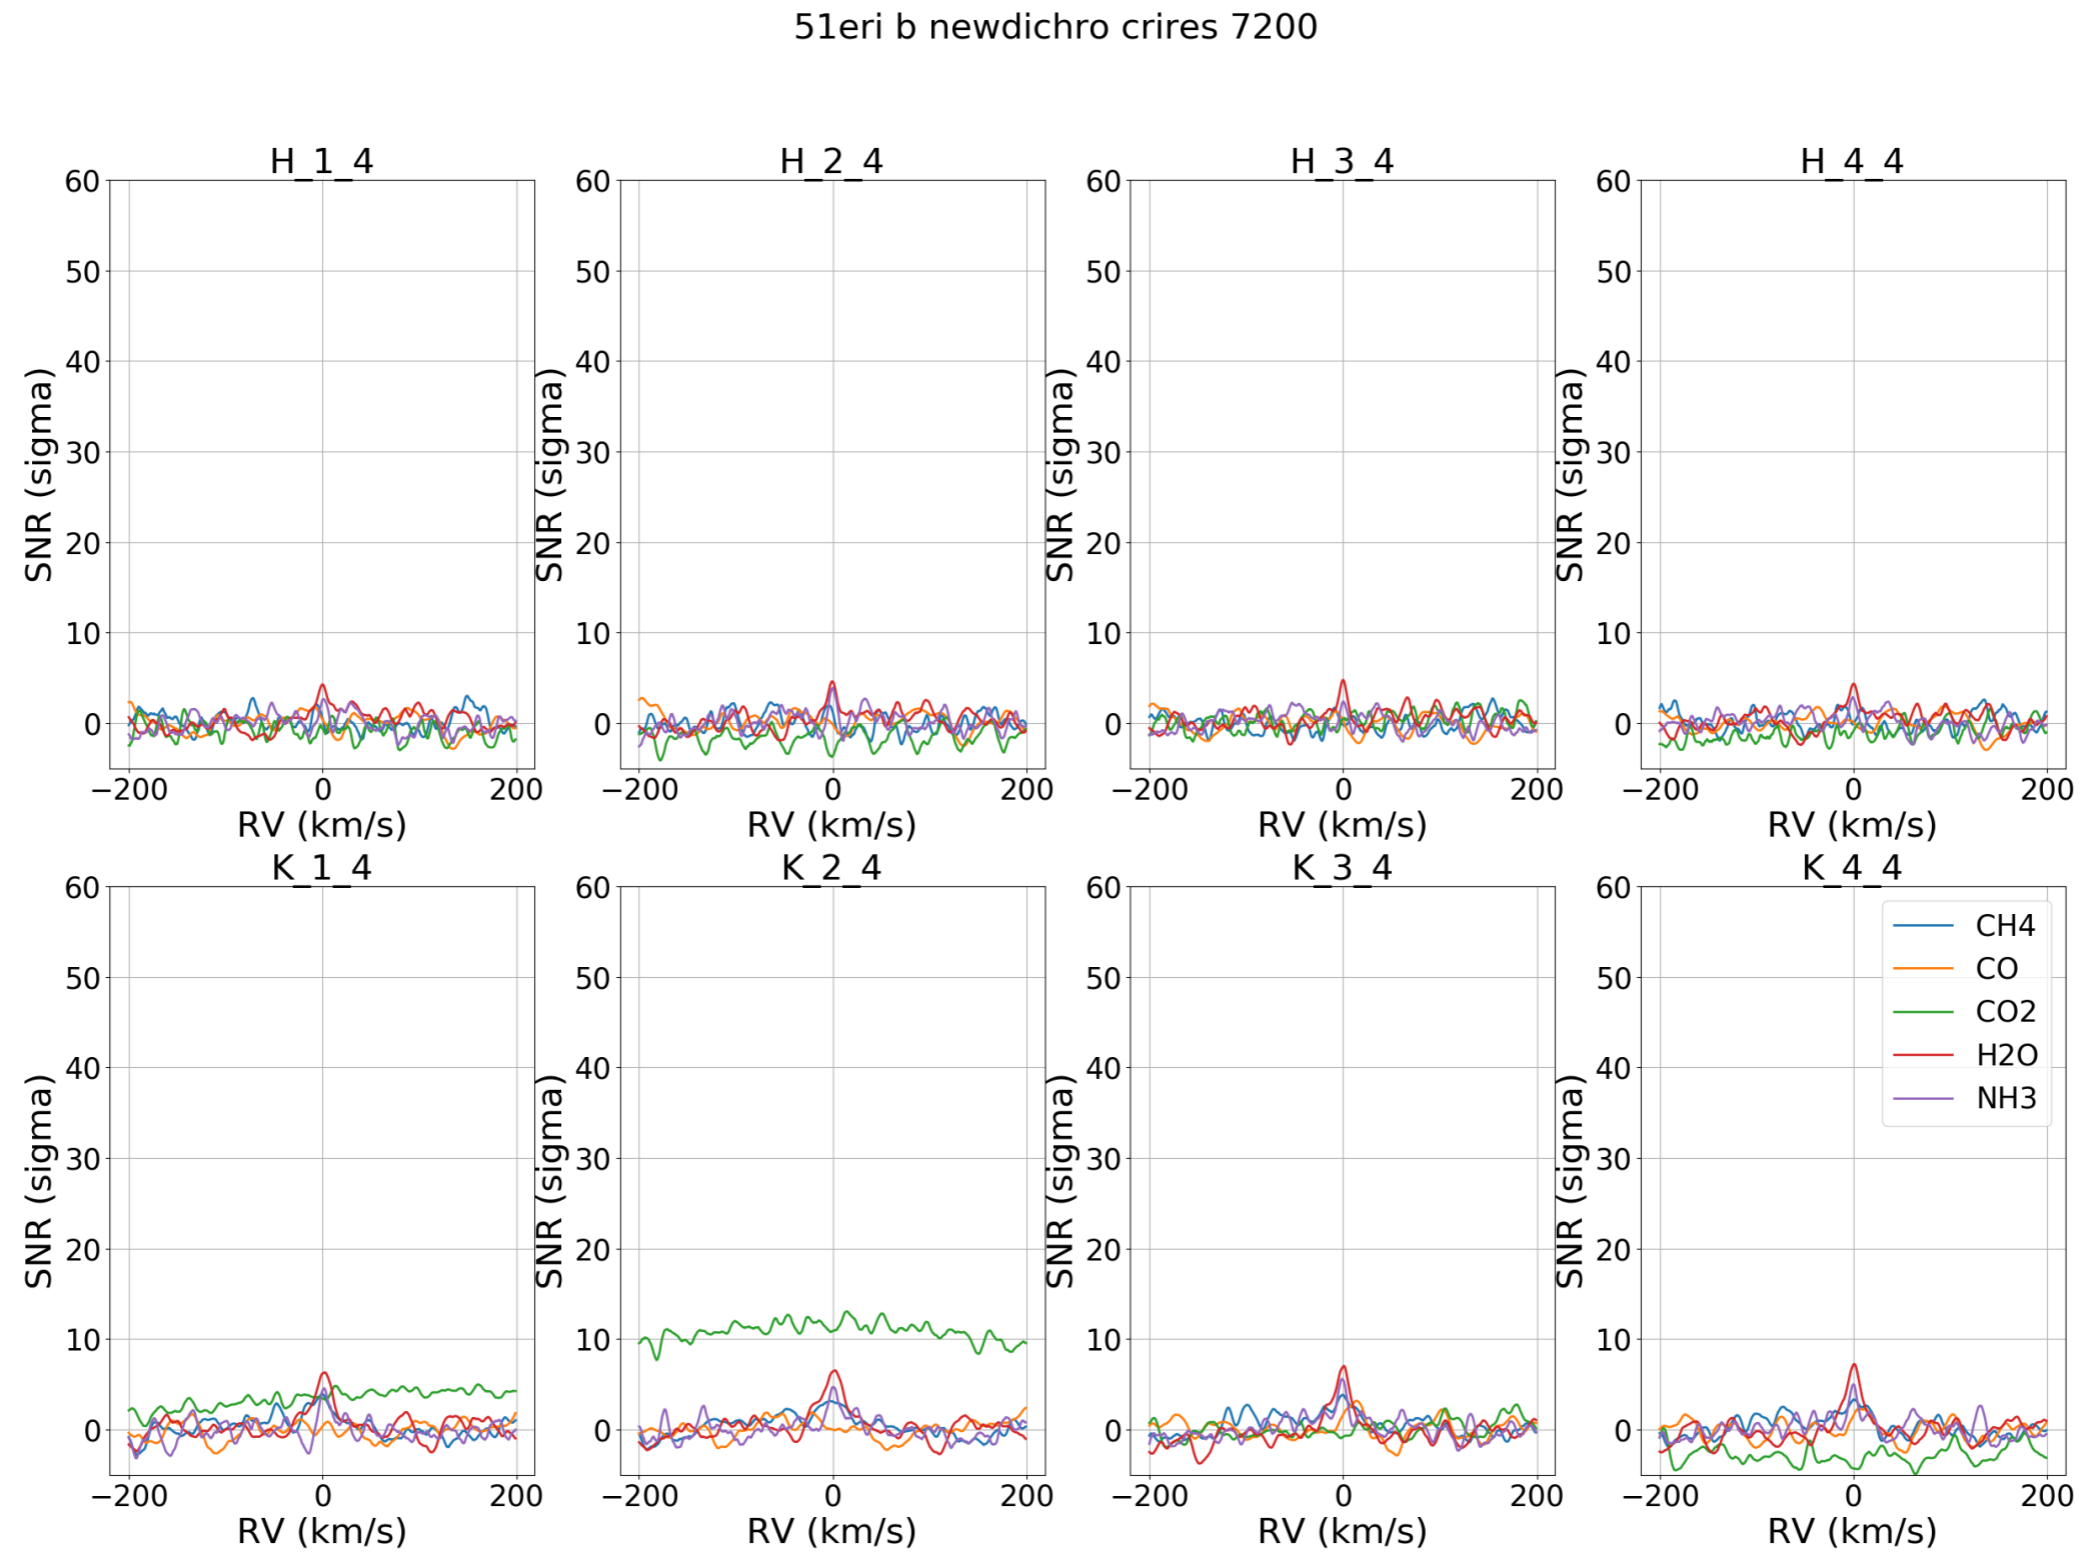 51eri b newdichro crires 7200
H_1_4
H_2_4
H_3_4
H_4_4
60
50
40
30
20
10
0
SNR (sigma)
−200
0
200
RV (km/s)
60
50
40
30
20
10
0
SNR (sigma)
−200
0
200
RV (km/s)
60
50
40
30
20
10
0
SNR (sigma)
−200
0
200
RV (km/s)
60
50
40
30
20
10
0
SNR (sigma)
−200
0
200
RV (km/s)
K_1_4
K_2_4
K_3_4
K_4_4
60
50
40
30
20
10
0
SNR (sigma)
−200
0
200
RV (km/s)
60
50
40
30
20
10
0
SNR (sigma)
−200
0
200
RV (km/s)
60
50
40
30
20
10
0
SNR (sigma)
−200
0
200
RV (km/s)
60
50
40
30
20
10
0
SNR (sigma)
−200
0
200
RV (km/s)
CH4
CO
CO2
H2O
NH3